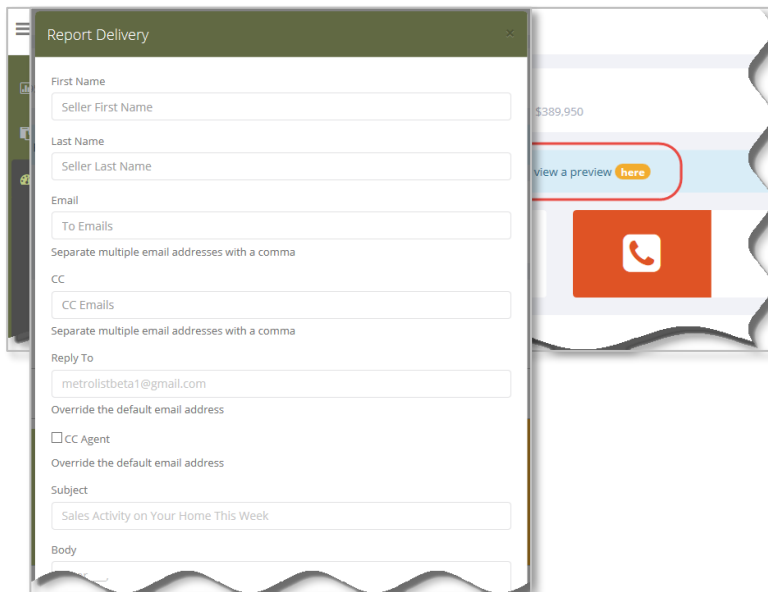 Report Delivery
×
First Name
Seller First Name
Last Name
Seller Last Name
Email
To Emails
Separate multiple email addresses with a comma
CC
CC Emails
Separate multiple email addresses with a comma
Reply To
metrolistbeta1@gmail.com
Override the default email address
CC Agent
Override the default email address
Subject
Sales Activity on Your Home This Week
Body
$389,950
view a preview here